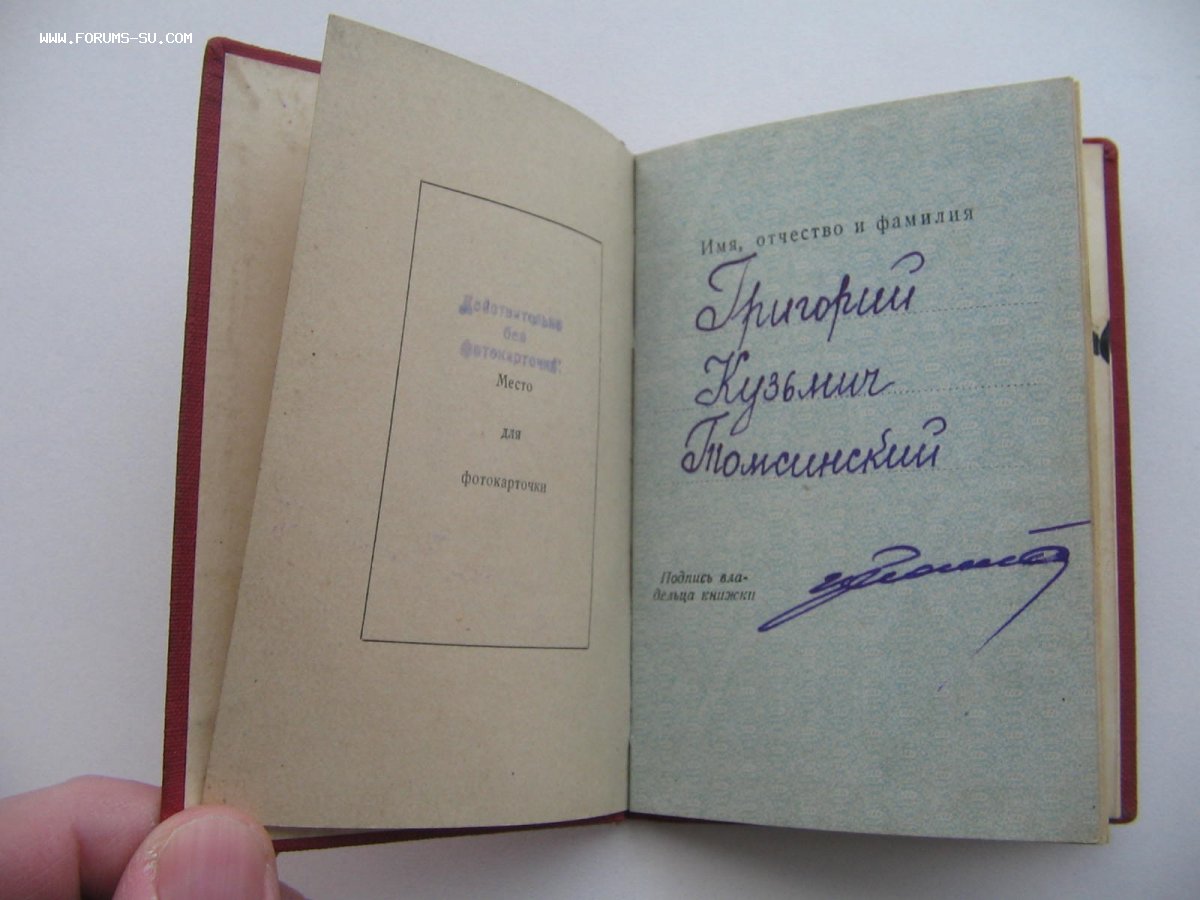 WWW.FORUMS-SU.COM
Действительно
без
фотокарточки.
Место
для
фотокарточки
Имя, отчество и фамилия
Григорий
Кузьмич
Томсинский
Подпись вла-
дельца книжки